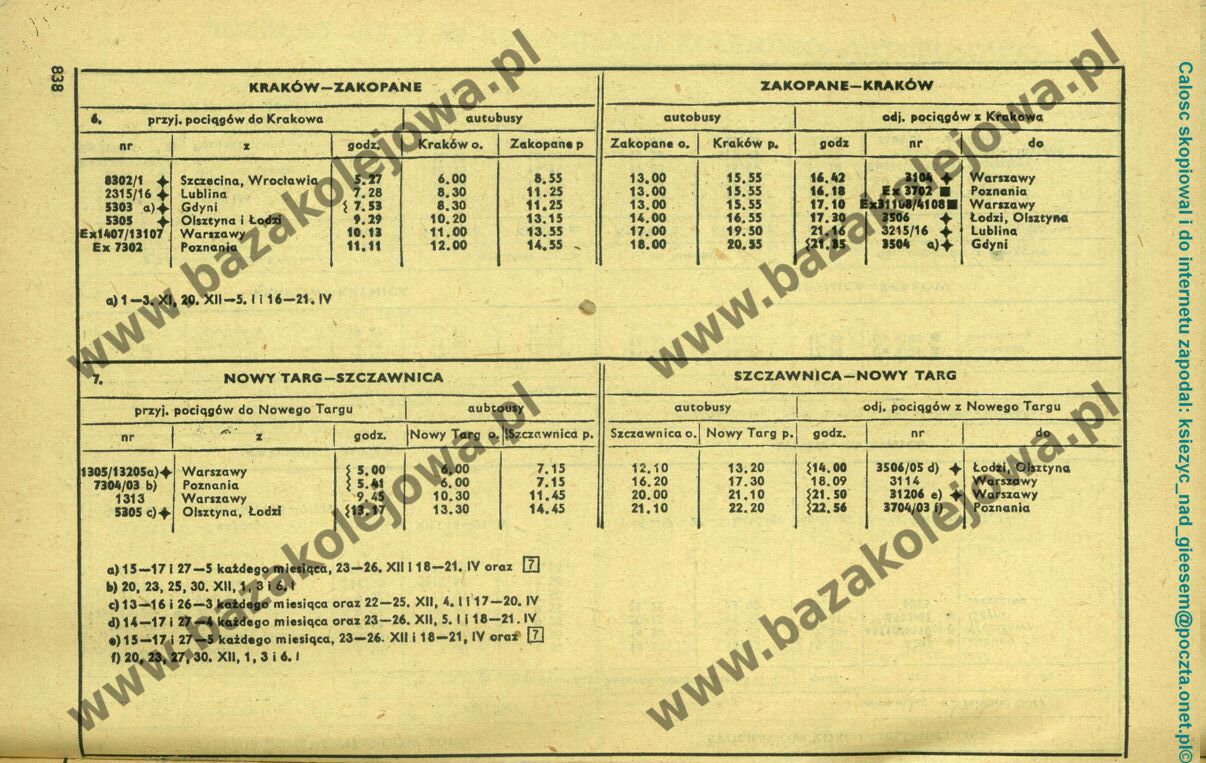 838
KRAKÓW—ZAKOPANE ZAKOPANE—KRAKÓW
6. przyj. pociągów do Krakowa autobusy autobusy odj. pociągów z Krakowa
nr z godz. Kraków o. Zakopane p Zakopane o. Kraków p. godz nr do
8302/1 Szczecina, Wrocławia 5.27 6.00 8.55 13.00 15.55 16.42 3104 Warszawy
2315/16 Lublina 7.28 8.30 11.25 13.00 15.55 16.18 Ex 3702 Poznania
5303 a) Gdyni 7.53 8.30 11.25 13.00 15.55 17.10 Ex31108/4108 Warszawy
5305 Olsztyna i Łodzi 9.29 10.20 13.15 14.00 16.55 17.30 3506 Łodzi, Olsztyna
Ex1407/13107 Warszawy 10.13 11.00 13.55 17.00 19.50 3215/16 Lublina
Ex 7302 Poznania 11.11 12.00 14.55 18.00 20.55 3504 a) Gdyni
a) 1—3. XI, 20. XII—5. I i 16—21. IV
7. NOWY TARG—SZCZAWNICA SZCZAWNICA—NOWY TARG
przyj. pociągów do Nowego Targu aubtousy autobusy odj. pociągów z Nowego Targu
nr z godz. Nowy Targ o. Szczawnica p. Szczawnica o. Nowy Targ p. godz. nr do
1305/13205a) Warszawy 5.00 6.00 7.15 12.10 13.20 14.00 3506/05 d) Łodzi, Olsztyna
7304/03 b) Poznania 5.41 6.00 7.15 16.20 17.30 18.09 3114 Warszawy
1313 Warszawy 9.45 10.30 11.45 20.00 21.10 21.50 31206 e) Warszawy
5305 c) Olsztyna, Łodzi 13.17 13.30 14.45 21.10 22.20 22.56 3704/03 f) Poznania
a) 15—17 i 27—5 każdego miesiąca, 23—26. XII i 18—21. IV oraz 7
b) 20, 23, 25, 30. XII, 1, 3 i 6. I
c) 13—16 i 26—3 każdego miesiąca oraz 22—25. XII, 4. I i 17—20. IV
d) 14—17 i 27—4 każdego miesiąca oraz 23—26. XII, 5. I i 18—21. IV
e) 15—17 i 27—5 każdego miesiąca, 23—26. XII i 18—21, IV oraz 7
f) 20, 23, 27, 30. XII, 1, 3 i 6. I
www.bazakolejowa.pl
www.bazakolejowa.pl
www.bazakolejowa.pl
www.bazakolejowa.pl
Calosc skopiowal i do internetu zapodal: ksiezyc_nad_gieesem@poczta.onet.pl©